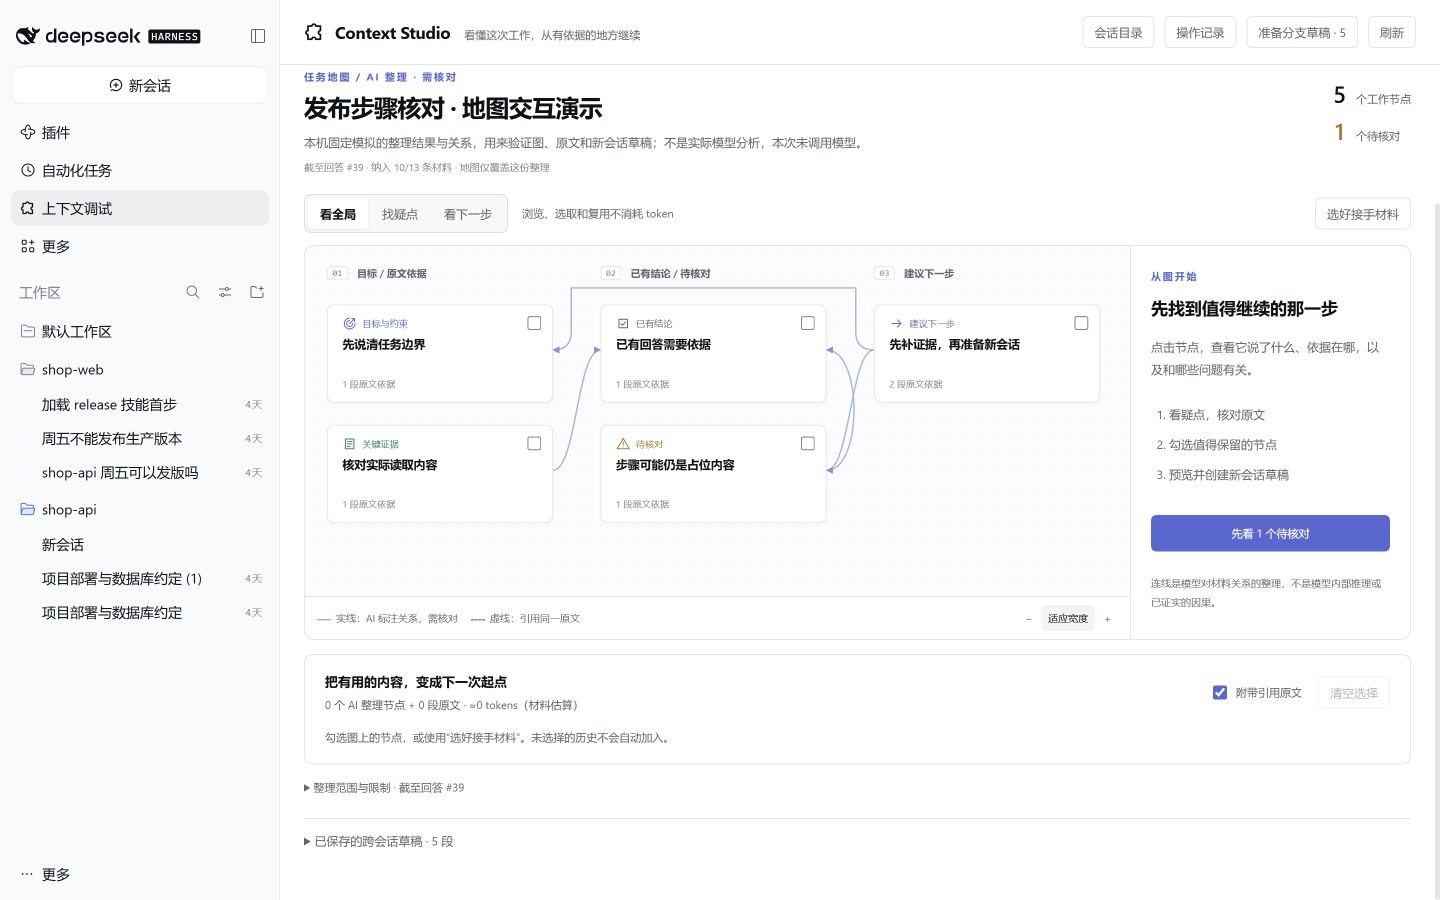 deepseek HARNESS
新会话
插件
自动化任务
上下文调试
更多
工作区
默认工作区
shop-web
加载 release 技能首步 4天
周五不能发布生产版本 4天
shop-api 周五可以发版吗 4天
shop-api
新会话
项目部署与数据库约定 (1) 4天
项目部署与数据库约定 4天
更多
Context Studio 看懂这次工作，从有依据的地方继续
会话目录 操作记录 准备分支草稿 · 5 刷新
任务地图 / AI 整理 · 需核对
发布步骤核对 · 地图交互演示
本机固定模拟的整理结果与关系，用来验证图、原文和新会话草稿；不是实际模型分析，本次未调用模型。
截至回答 #39 · 纳入 10/13 条材料 · 地图仅覆盖这份整理
5 个工作节点
1 个待核对
看全局 找疑点 看下一步 浏览、选取和复用不消耗 token
选好接手材料
01 目标 / 原文依据
目标与约束
先说清任务边界
1 段原文依据
关键证据
核对实际读取内容
1 段原文依据
02 已有结论 / 待核对
已有结论
已有回答需要依据
1 段原文依据
待核对
步骤可能仍是占位内容
1 段原文依据
03 建议下一步
建议下一步
先补证据，再准备新会话
2 段原文依据
实线：AI 标注关系，需核对 虚线：引用同一原文
− 适应宽度 +
从图开始
先找到值得继续的那一步
点击节点，查看它说了什么、依据在哪，以
及和哪些问题有关。
1. 看疑点，核对原文
2. 勾选值得保留的节点
3. 预览并创建新会话草稿
先看 1 个待核对
连线是模型对材料关系的整理，不是模型内部推理或
已证实的因果。
把有用的内容，变成下一次起点
0 个 AI 整理节点 + 0 段原文 · ≈0 tokens（材料估算）
勾选图上的节点，或使用“选好接手材料”。未选择的历史不会自动加入。
附带引用原文 清空选择
整理范围与限制 · 截至回答 #39
已保存的跨会话草稿 · 5 段